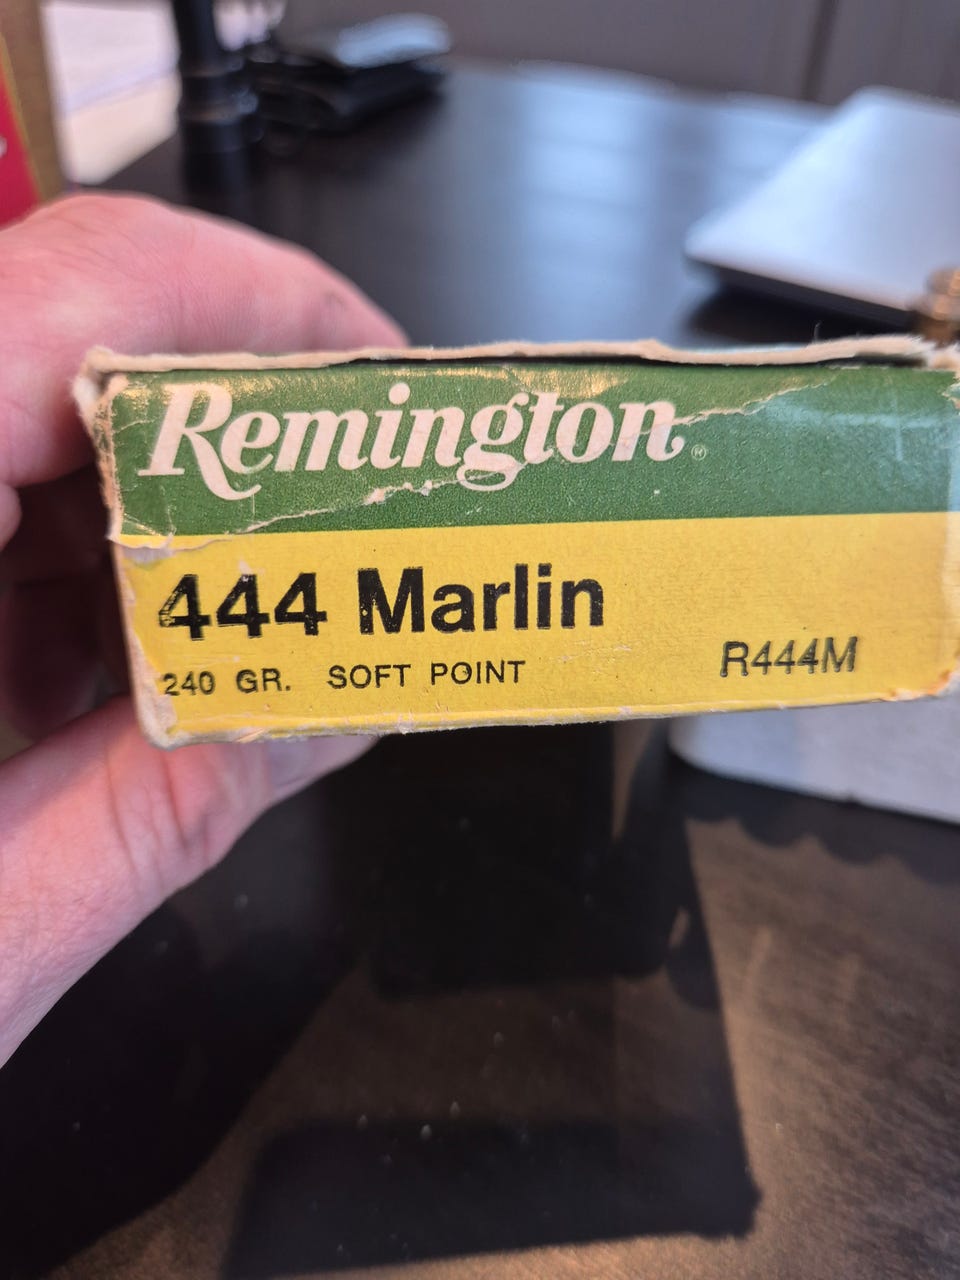 Remington®
444 Marlin
240 GR. SOFT POINT
R444M